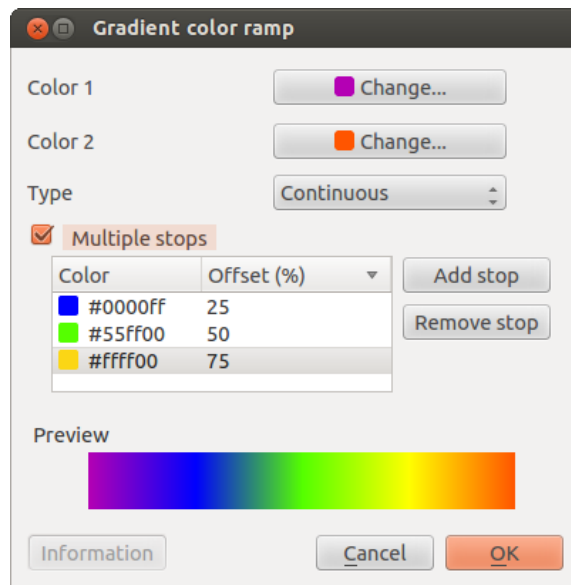 Gradient color ramp
Color 1 Change...
Color 2 Change...
Type Continuous
Multiple stops
Color Offset (%) Add stop
#0000ff 25
Remove stop
#55ff00 50
#ffff00 75
Preview
Information Cancel OK